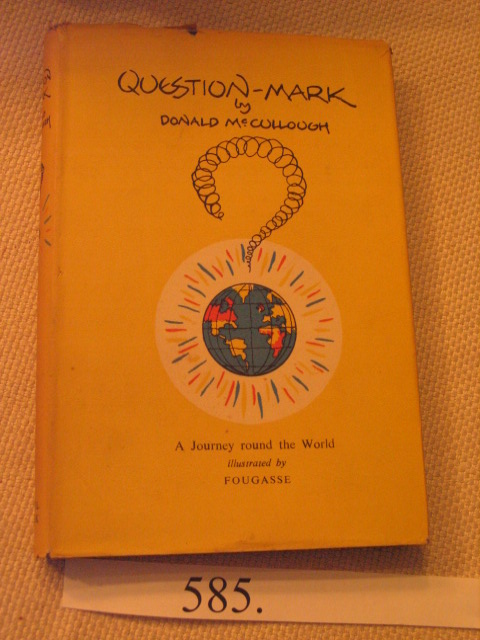 QUESTION-MARK
by
DONALD McCULLOUGH
A Journey round the World
illustrated by
FOUGASSE
585.